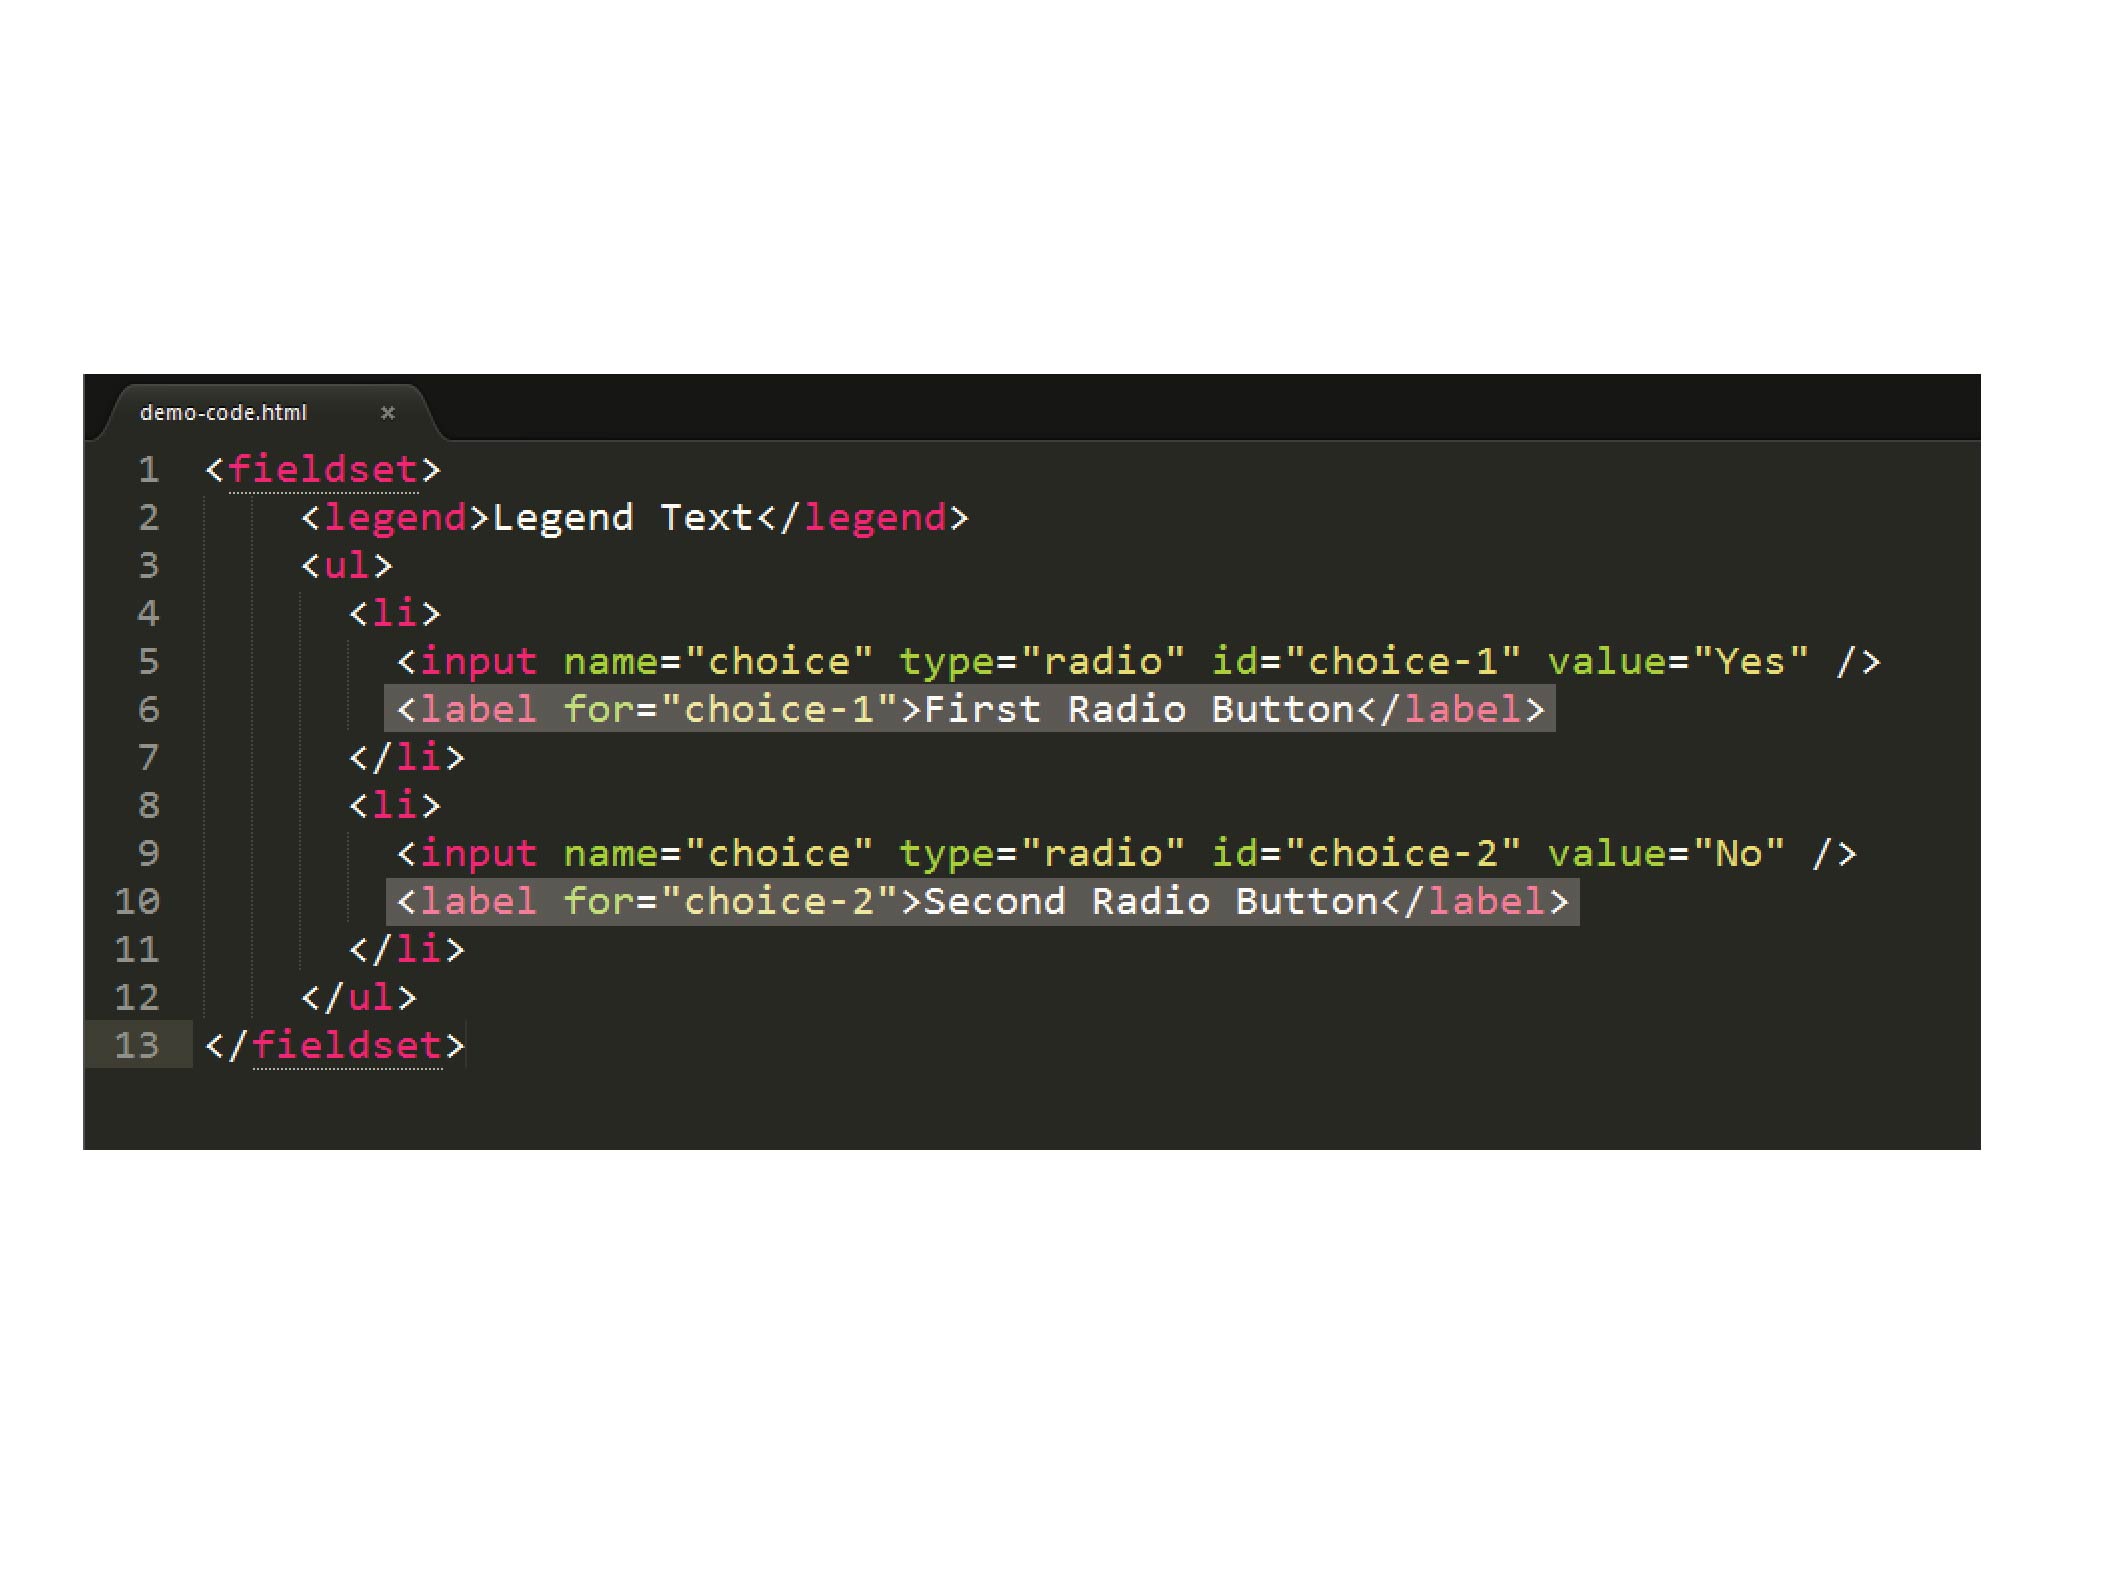 demo-code.html ×
1 <fieldset>
2 <legend>Legend Text</legend>
3 <ul>
4 <li>
5 <input name="choice" type="radio" id="choice-1" value="Yes" />
6 <label for="choice-1">First Radio Button</label>
7 </li>
8 <li>
9 <input name="choice" type="radio" id="choice-2" value="No" />
10 <label for="choice-2">Second Radio Button</label>
11 </li>
12 </ul>
13 </fieldset>